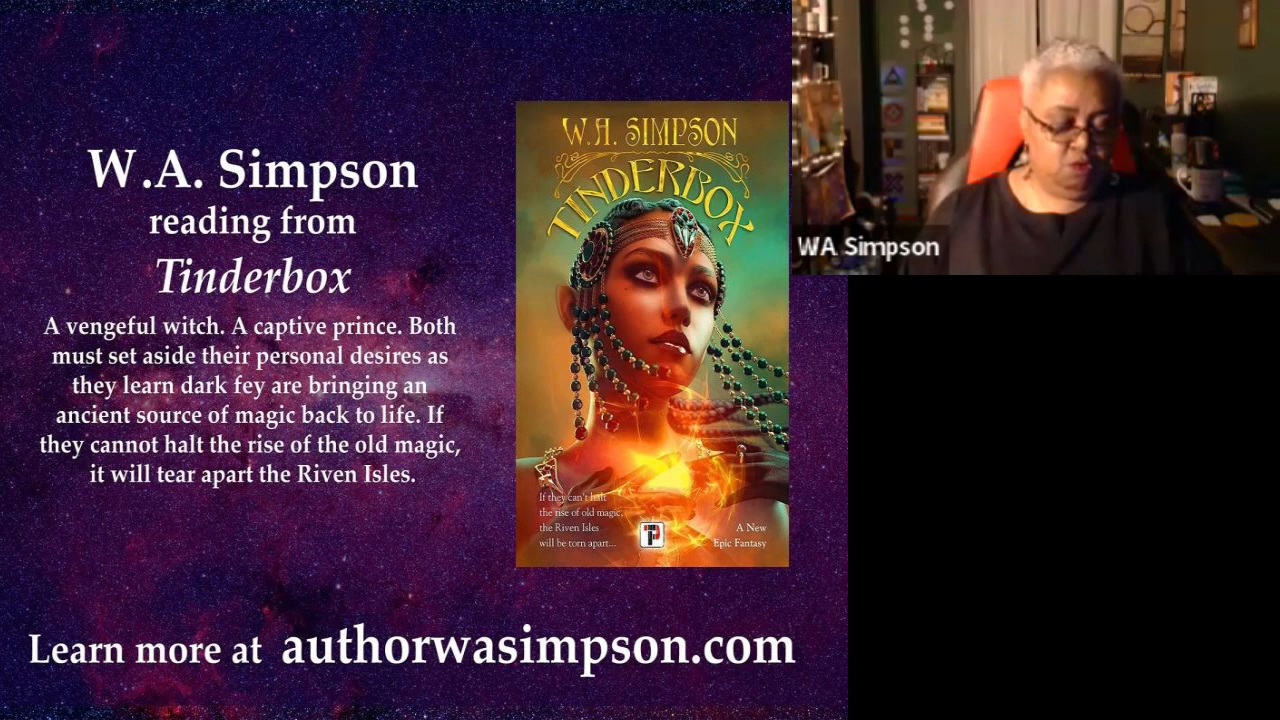 W.A. Simpson
reading from
Tinderbox
A vengeful witch. A captive prince. Both
must set aside their personal desires as
they learn dark fey are bringing an
ancient source of magic back to life. If
they cannot halt the rise of the old magic,
it will tear apart the Riven Isles.
W.A. SIMPSON
TINDERBOX
If they can't halt
the rise of old magic,
the Riven Isles
will be torn apart...
A New
Epic Fantasy
WA Simpson
Learn more at authorwasimpson.com